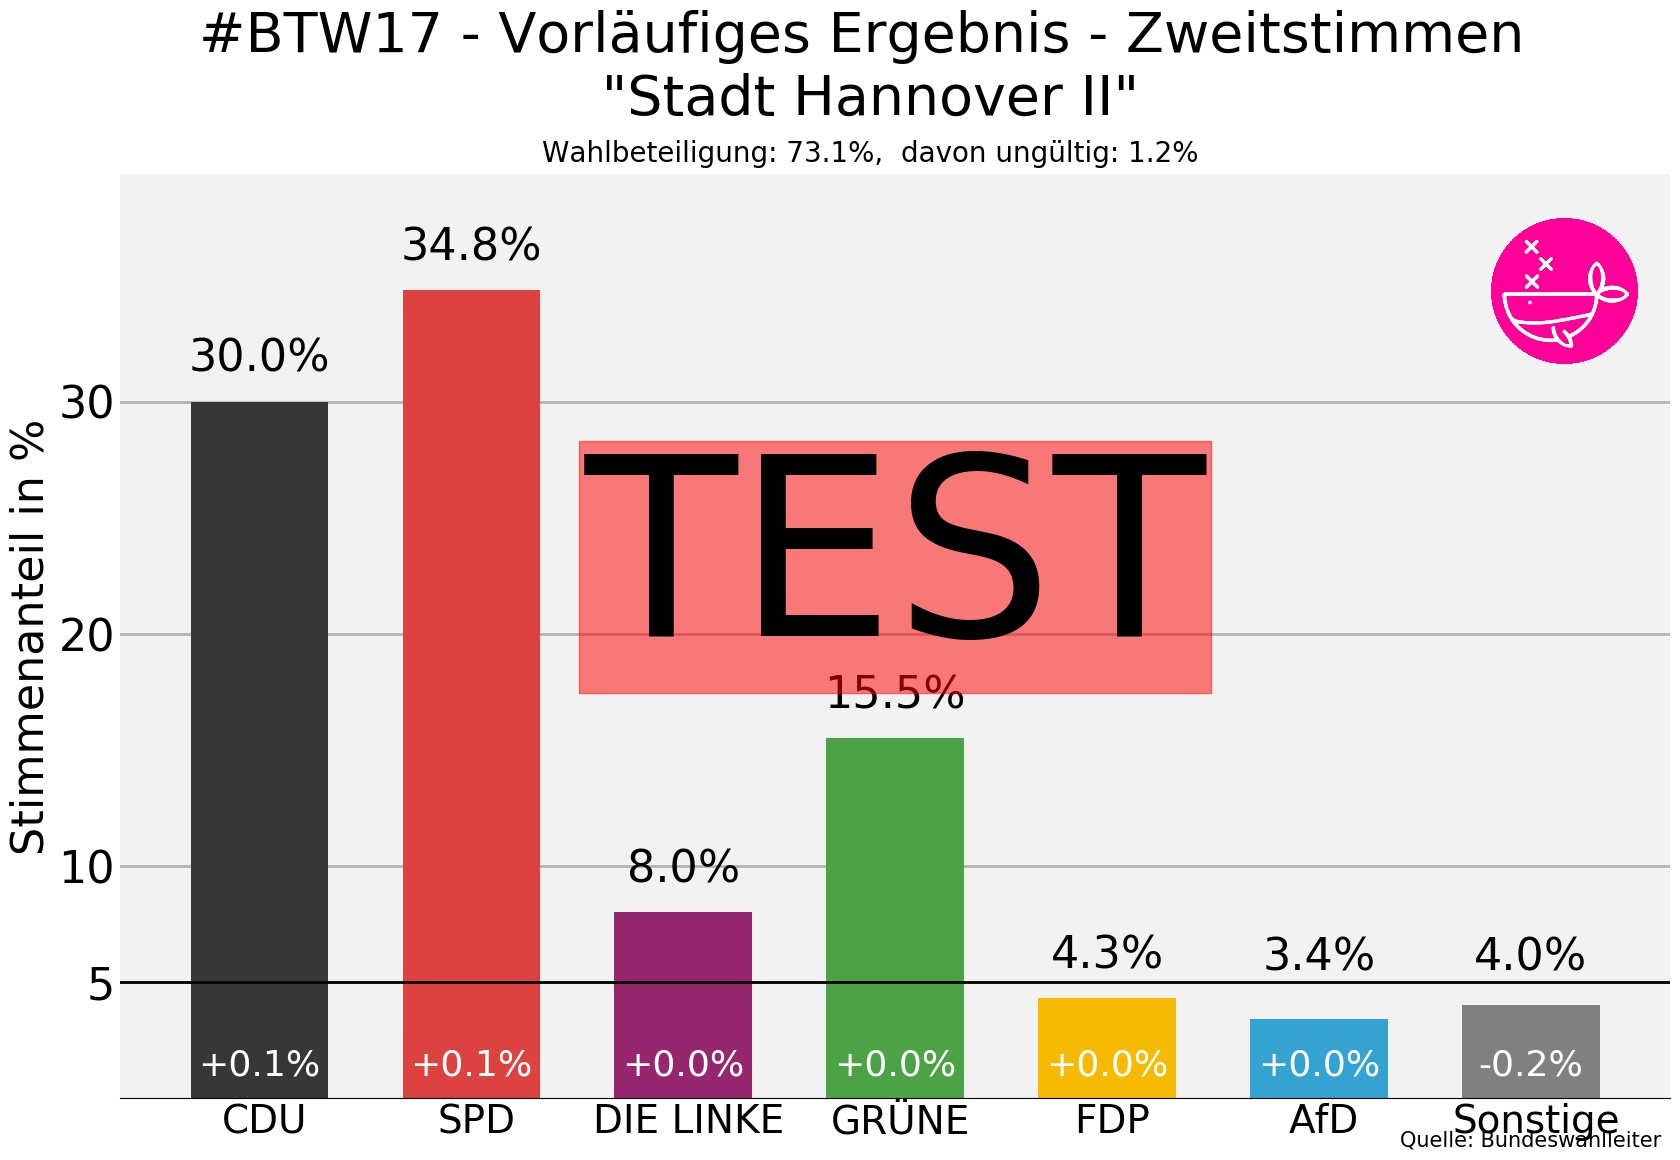 #BTW17 - Vorläufiges Ergebnis - Zweitstimmen
"Stadt Hannover II"
Wahlbeteiligung: 73.1%,  davon ungültig: 1.2%
Stimmenanteil in %
30
20
10
5
30.0%
34.8%
8.0%
15.5%
4.3%
3.4%
4.0%
TEST
+0.1%
+0.1%
+0.0%
+0.0%
+0.0%
+0.0%
-0.2%
CDU
SPD
DIE LINKE
GRÜNE
FDP
AfD
Sonstige
Quelle: Bundeswahlleiter